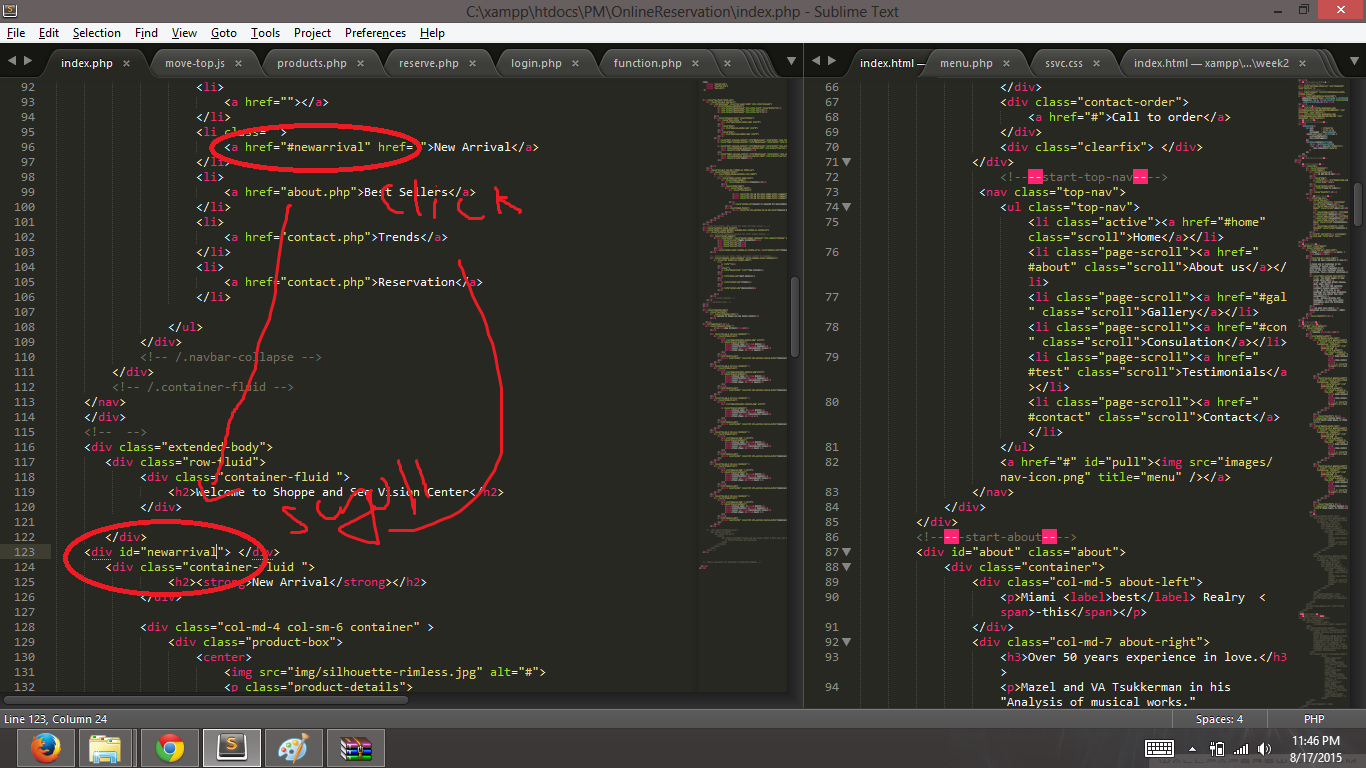 C:\xampp\htdocs\PM\OnlineReservation\index.php - Sublime Text
File Edit Selection Find View Goto Tools Project Preferences Help
index.php × move-top.js × products.php × reserve.php × login.php × function.php ×
index.html — menu.php × ssvc.css × index.html — xampp\...\week2 ×
92 <li>
93 <a href=""></a>
94 </li>
95 <li class=" ">
96 <a href="#newarrival" href= ">New Arrival</a>
97 </li>
98 <li>
99 <a href="about.php">Best Sellers</a>
100 </li>
101 <li>
102 <a href="contact.php">Trends</a>
103 </li>
104 <li>
105 <a href="contact.php">Reservation</a>
106 </li>
107
108 </ul>
109 </div>
110 <!-- /.navbar-collapse -->
111 </div>
112 <!-- /.container-fluid -->
113 </nav>
114 </div>
115 <!-- -->
116 <div class="extended-body">
117 <div class="row-fluid">
118 <div class="container-fluid ">
119 <h2>Welcome to Shoppe and See Vision Center</h2>
120 </div>
121
122 </div>
123 <div id="newarrival"> </div>
124 <div class="container-fluid ">
125 <h2><strong>New Arrival</strong></h2>
126 </div>
127
128 <div class="col-md-4 col-sm-6 container" >
129 <div class="product-box">
130 <center>
131 <img src="img/silhouette-rimless.jpg" alt="#">
132 <p class="product-details">
click
66 </div>
67 <div class="contact-order">
68 <a href="#">Call to order</a>
69 </div>
70 <div class="clearfix"> </div>
71 </div>
72 <!----start-top-nav---->
73 <nav class="top-nav">
74 <ul class="top-nav">
75 <li class="active"><a href="#home"
class="scroll">Home</a></li>
76 <li class="page-scroll"><a href="
#about" class="scroll">About us</a></
li>
77 <li class="page-scroll"><a href="#gal
" class="scroll">Gallery</a></li>
78 <li class="page-scroll"><a href="#con
" class="scroll">Consulation</a></li>
79 <li class="page-scroll"><a href="
#test" class="scroll">Testimonials</a
></li>
80 <li class="page-scroll"><a href="
#contact" class="scroll">Contact</a>
</li>
81 </ul>
82 <a href="#" id="pull"><img src="images/
nav-icon.png" title="menu" /></a>
83 </nav>
84 </div>
85 </div>
86 <!----start-about---->
87 <div id="about" class="about">
88 <div class="container">
89 <div class="col-md-5 about-left">
90 <p>Miami <label>best</label> Realry <
span>-this</span></p>
91 </div>
92 <div class="col-md-7 about-right">
93 <h3>Over 50 years experience in love.</h3
>
94 <p>Mazel and VA Tsukkerman in his
"Analysis of musical works."
Line 123, Column 24
Spaces: 4 PHP
11:46 PM
8/17/2015